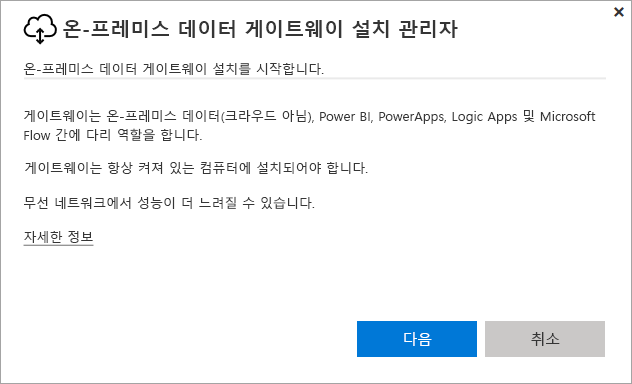 온-프레미스 데이터 게이트웨이 설치 관리자
온-프레미스 데이터 게이트웨이 설치를 시작합니다.
게이트웨이는 온-프레미스 데이터(크라우드 아님), Power BI, PowerApps, Logic Apps 및 Microsoft
Flow 간에 다리 역할을 합니다.
게이트웨이는 항상 켜져 있는 컴퓨터에 설치되어야 합니다.
무선 네트워크에서 성능이 더 느려질 수 있습니다.
자세한 정보
다음
취소